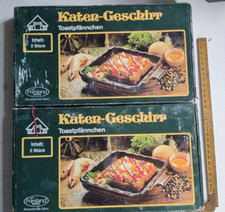 Katen-Geschirr
Toastpfännchen
Inhalt:
2 Stück
Katen-Geschirr
Toastpfännchen
Inhalt:
2 Stück